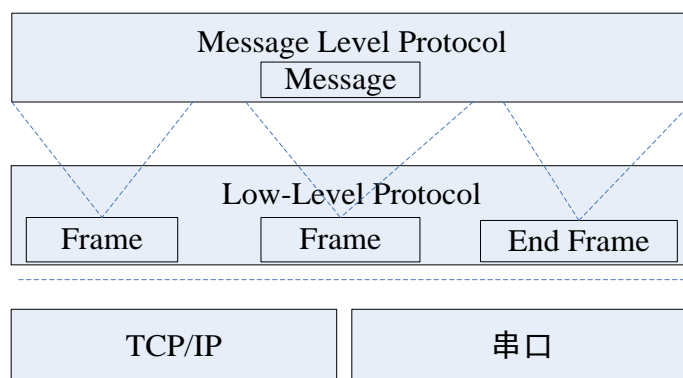 Message Level Protocol
Message
Low-Level Protocol
Frame
Frame
End Frame
TCP/IP
串口